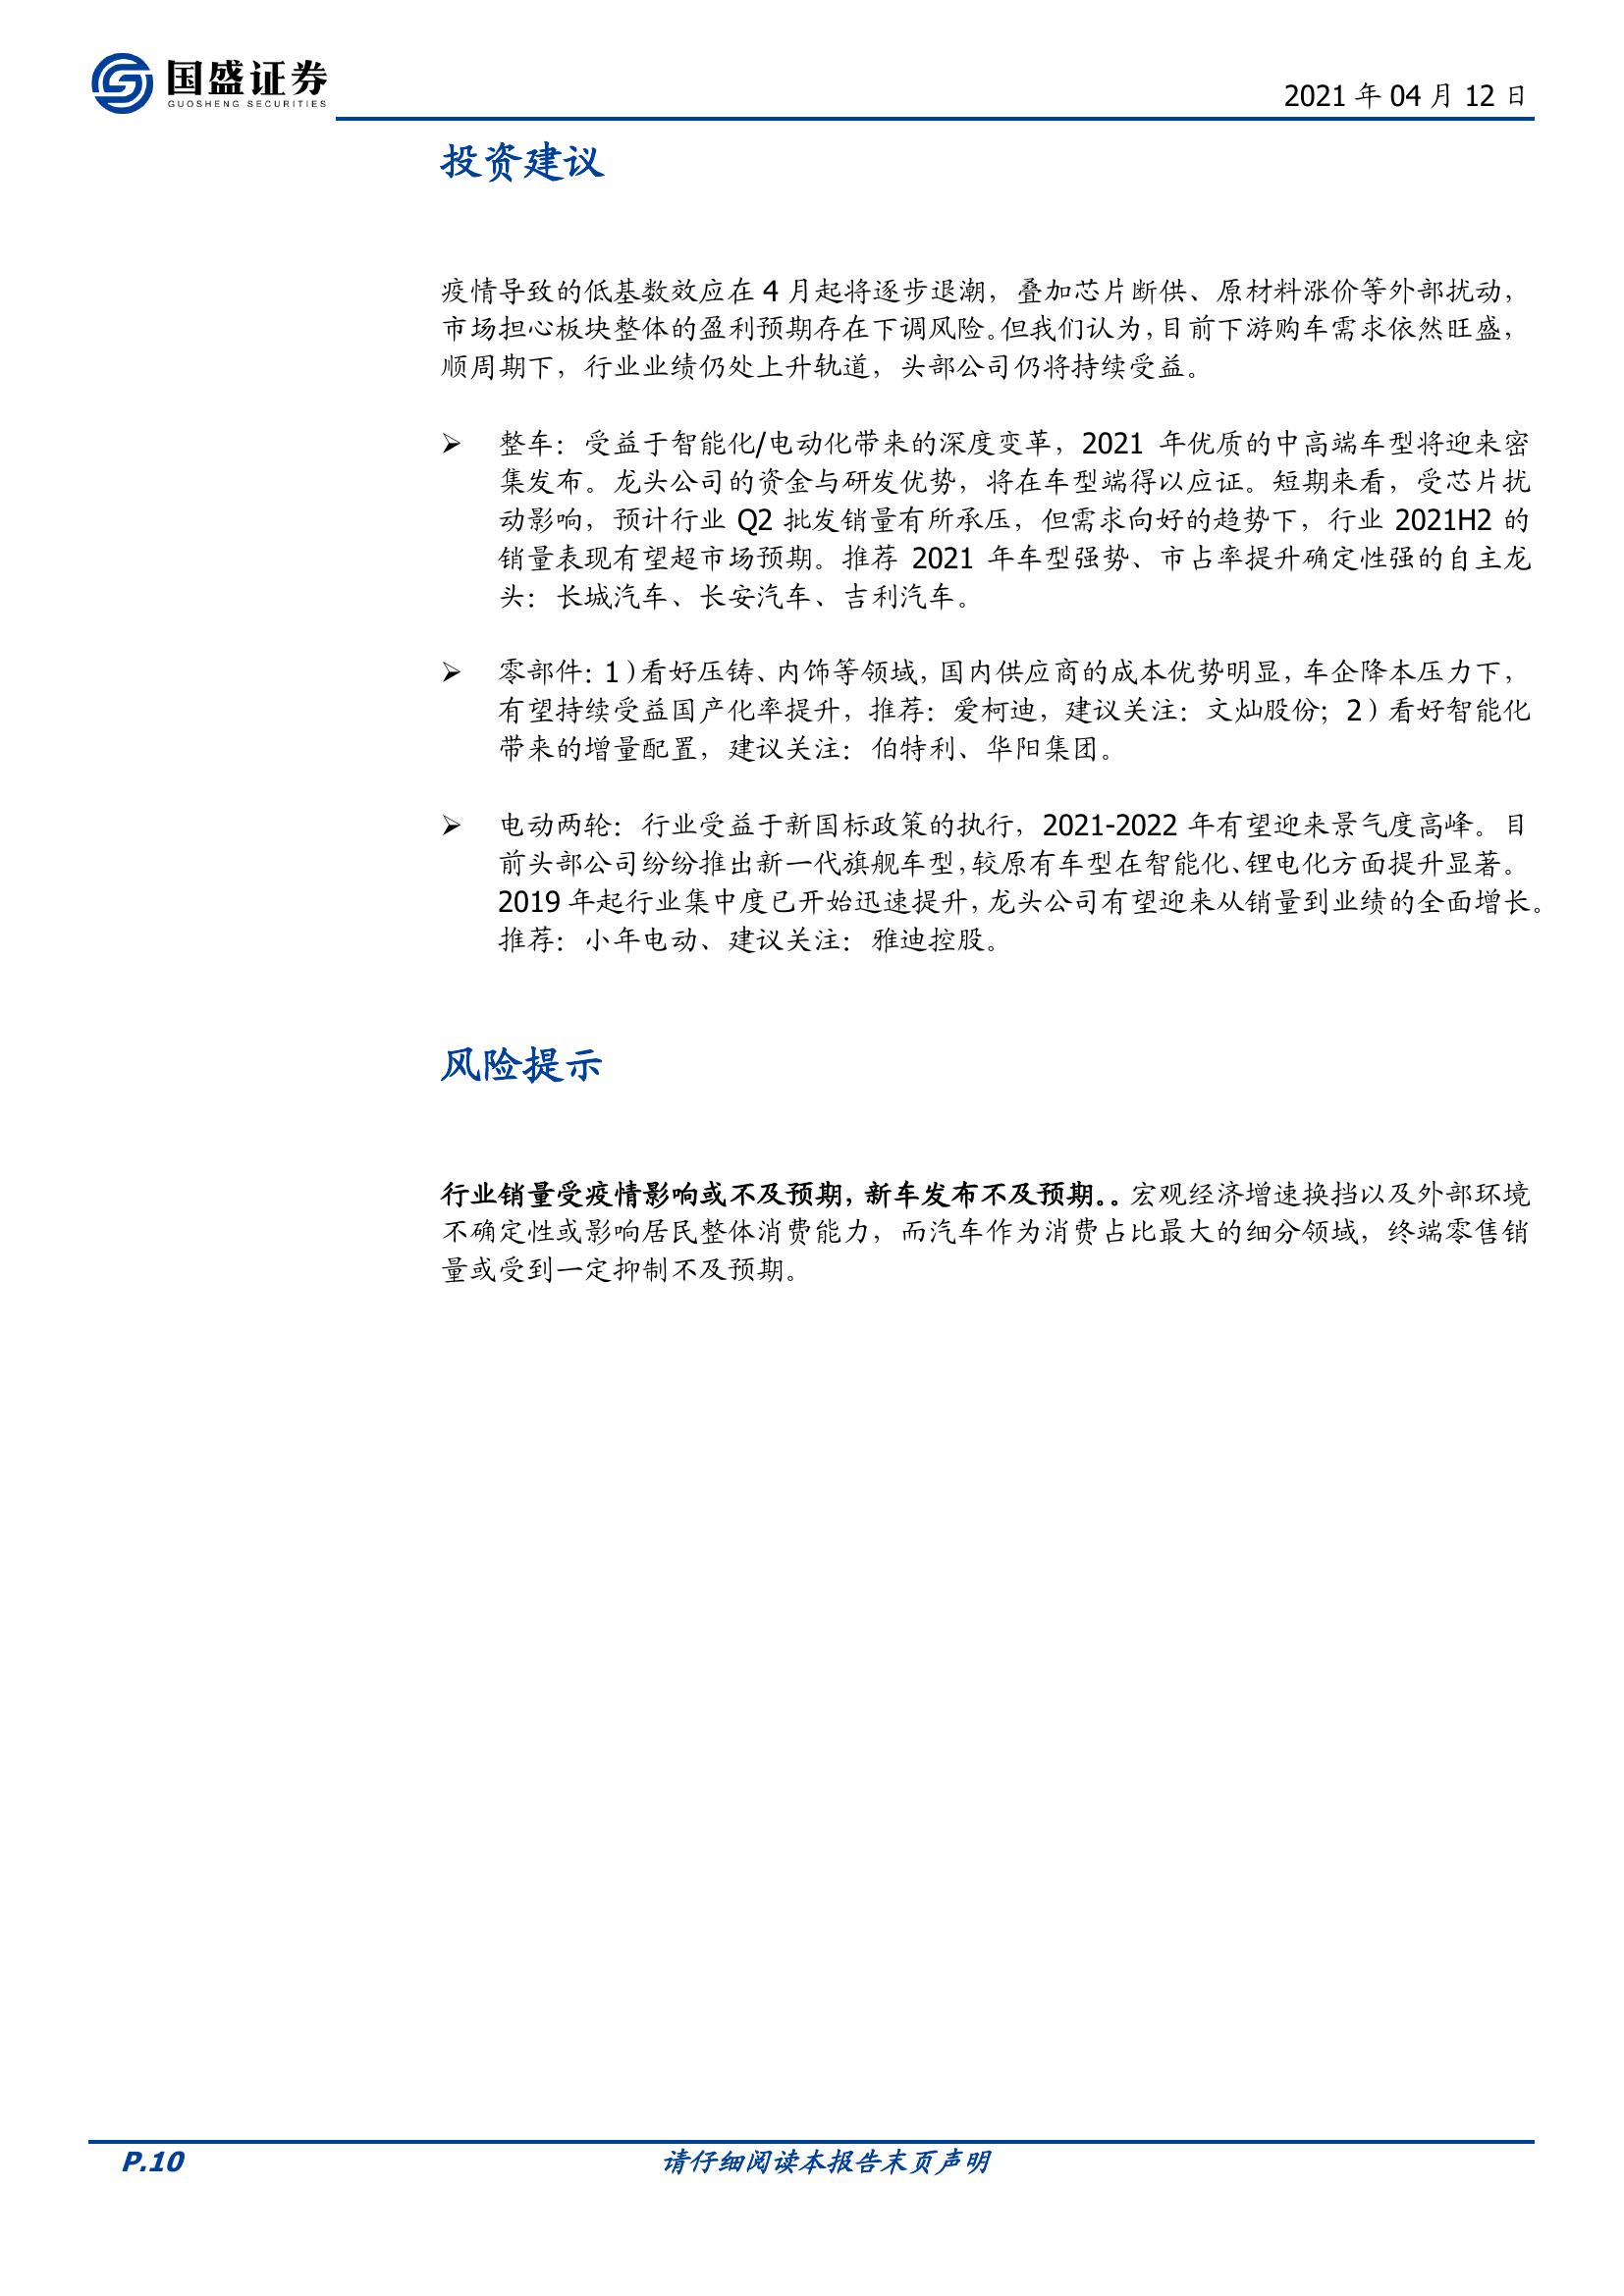 国盛证券
GUOSHENG SECURITIES
2021 年 04 月 12 日
投资建议
疫情导致的低基数效应在 4 月起将逐步退潮，叠加芯片断供、原材料涨价等外部扰动，
市场担心板块整体的盈利预期存在下调风险。但我们认为，目前下游购车需求依然旺盛，
顺周期下，行业业绩仍处上升轨道，头部公司仍将持续受益。
➢ 整车：受益于智能化/电动化带来的深度变革，2021 年优质的中高端车型将迎来密
集发布。龙头公司的资金与研发优势，将在车型端得以应证。短期来看，受芯片扰
动影响，预计行业 Q2 批发销量有所承压，但需求向好的趋势下，行业 2021H2 的
销量表现有望超市场预期。推荐 2021 年车型强势、市占率提升确定性强的自主龙
头：长城汽车、长安汽车、吉利汽车。
➢ 零部件：1）看好压铸、内饰等领域，国内供应商的成本优势明显，车企降本压力下，
有望持续受益国产化率提升，推荐：爱柯迪，建议关注：文灿股份；2）看好智能化
带来的增量配置，建议关注：伯特利、华阳集团。
➢ 电动两轮：行业受益于新国标政策的执行，2021-2022 年有望迎来景气度高峰。目
前头部公司纷纷推出新一代旗舰车型，较原有车型在智能化、锂电化方面提升显著。
2019 年起行业集中度已开始迅速提升，龙头公司有望迎来从销量到业绩的全面增长。
推荐：小年电动、建议关注：雅迪控股。
风险提示
行业销量受疫情影响或不及预期，新车发布不及预期。。宏观经济增速换挡以及外部环境
不确定性或影响居民整体消费能力，而汽车作为消费占比最大的细分领域，终端零售销
量或受到一定抑制不及预期。
P.10
请仔细阅读本报告末页声明